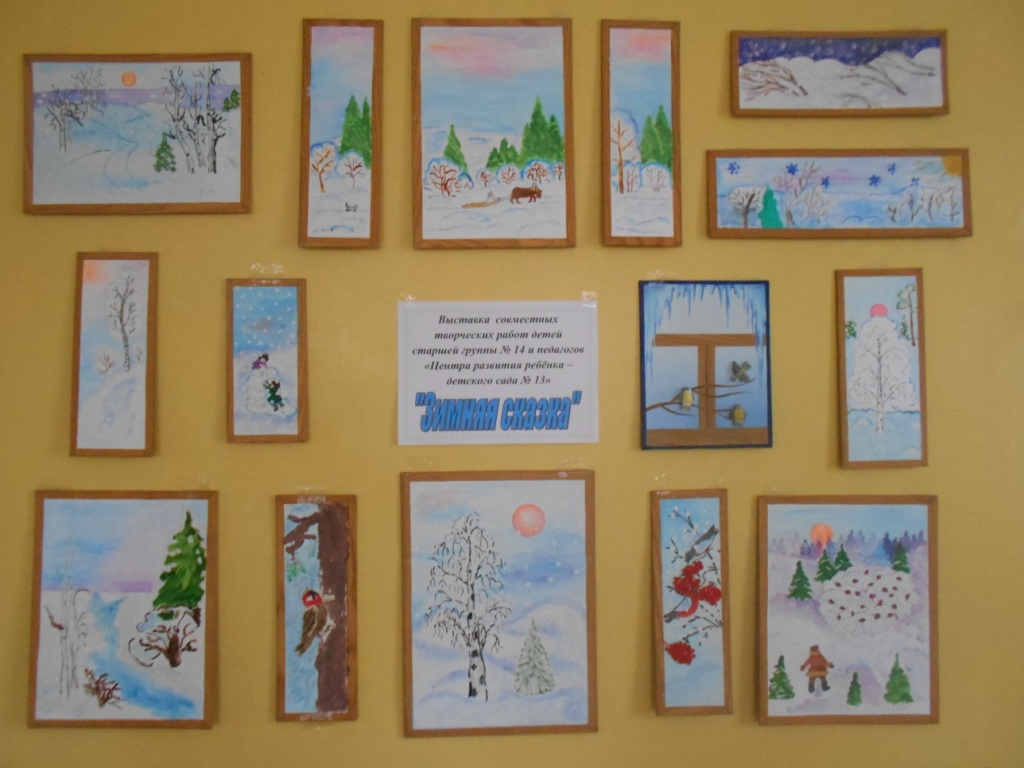 Выставка совместных
творческих работ детей
старшей группы № 14 и педагогов
«Центра развития ребёнка –
детского сада № 13»
"Зимняя сказка"